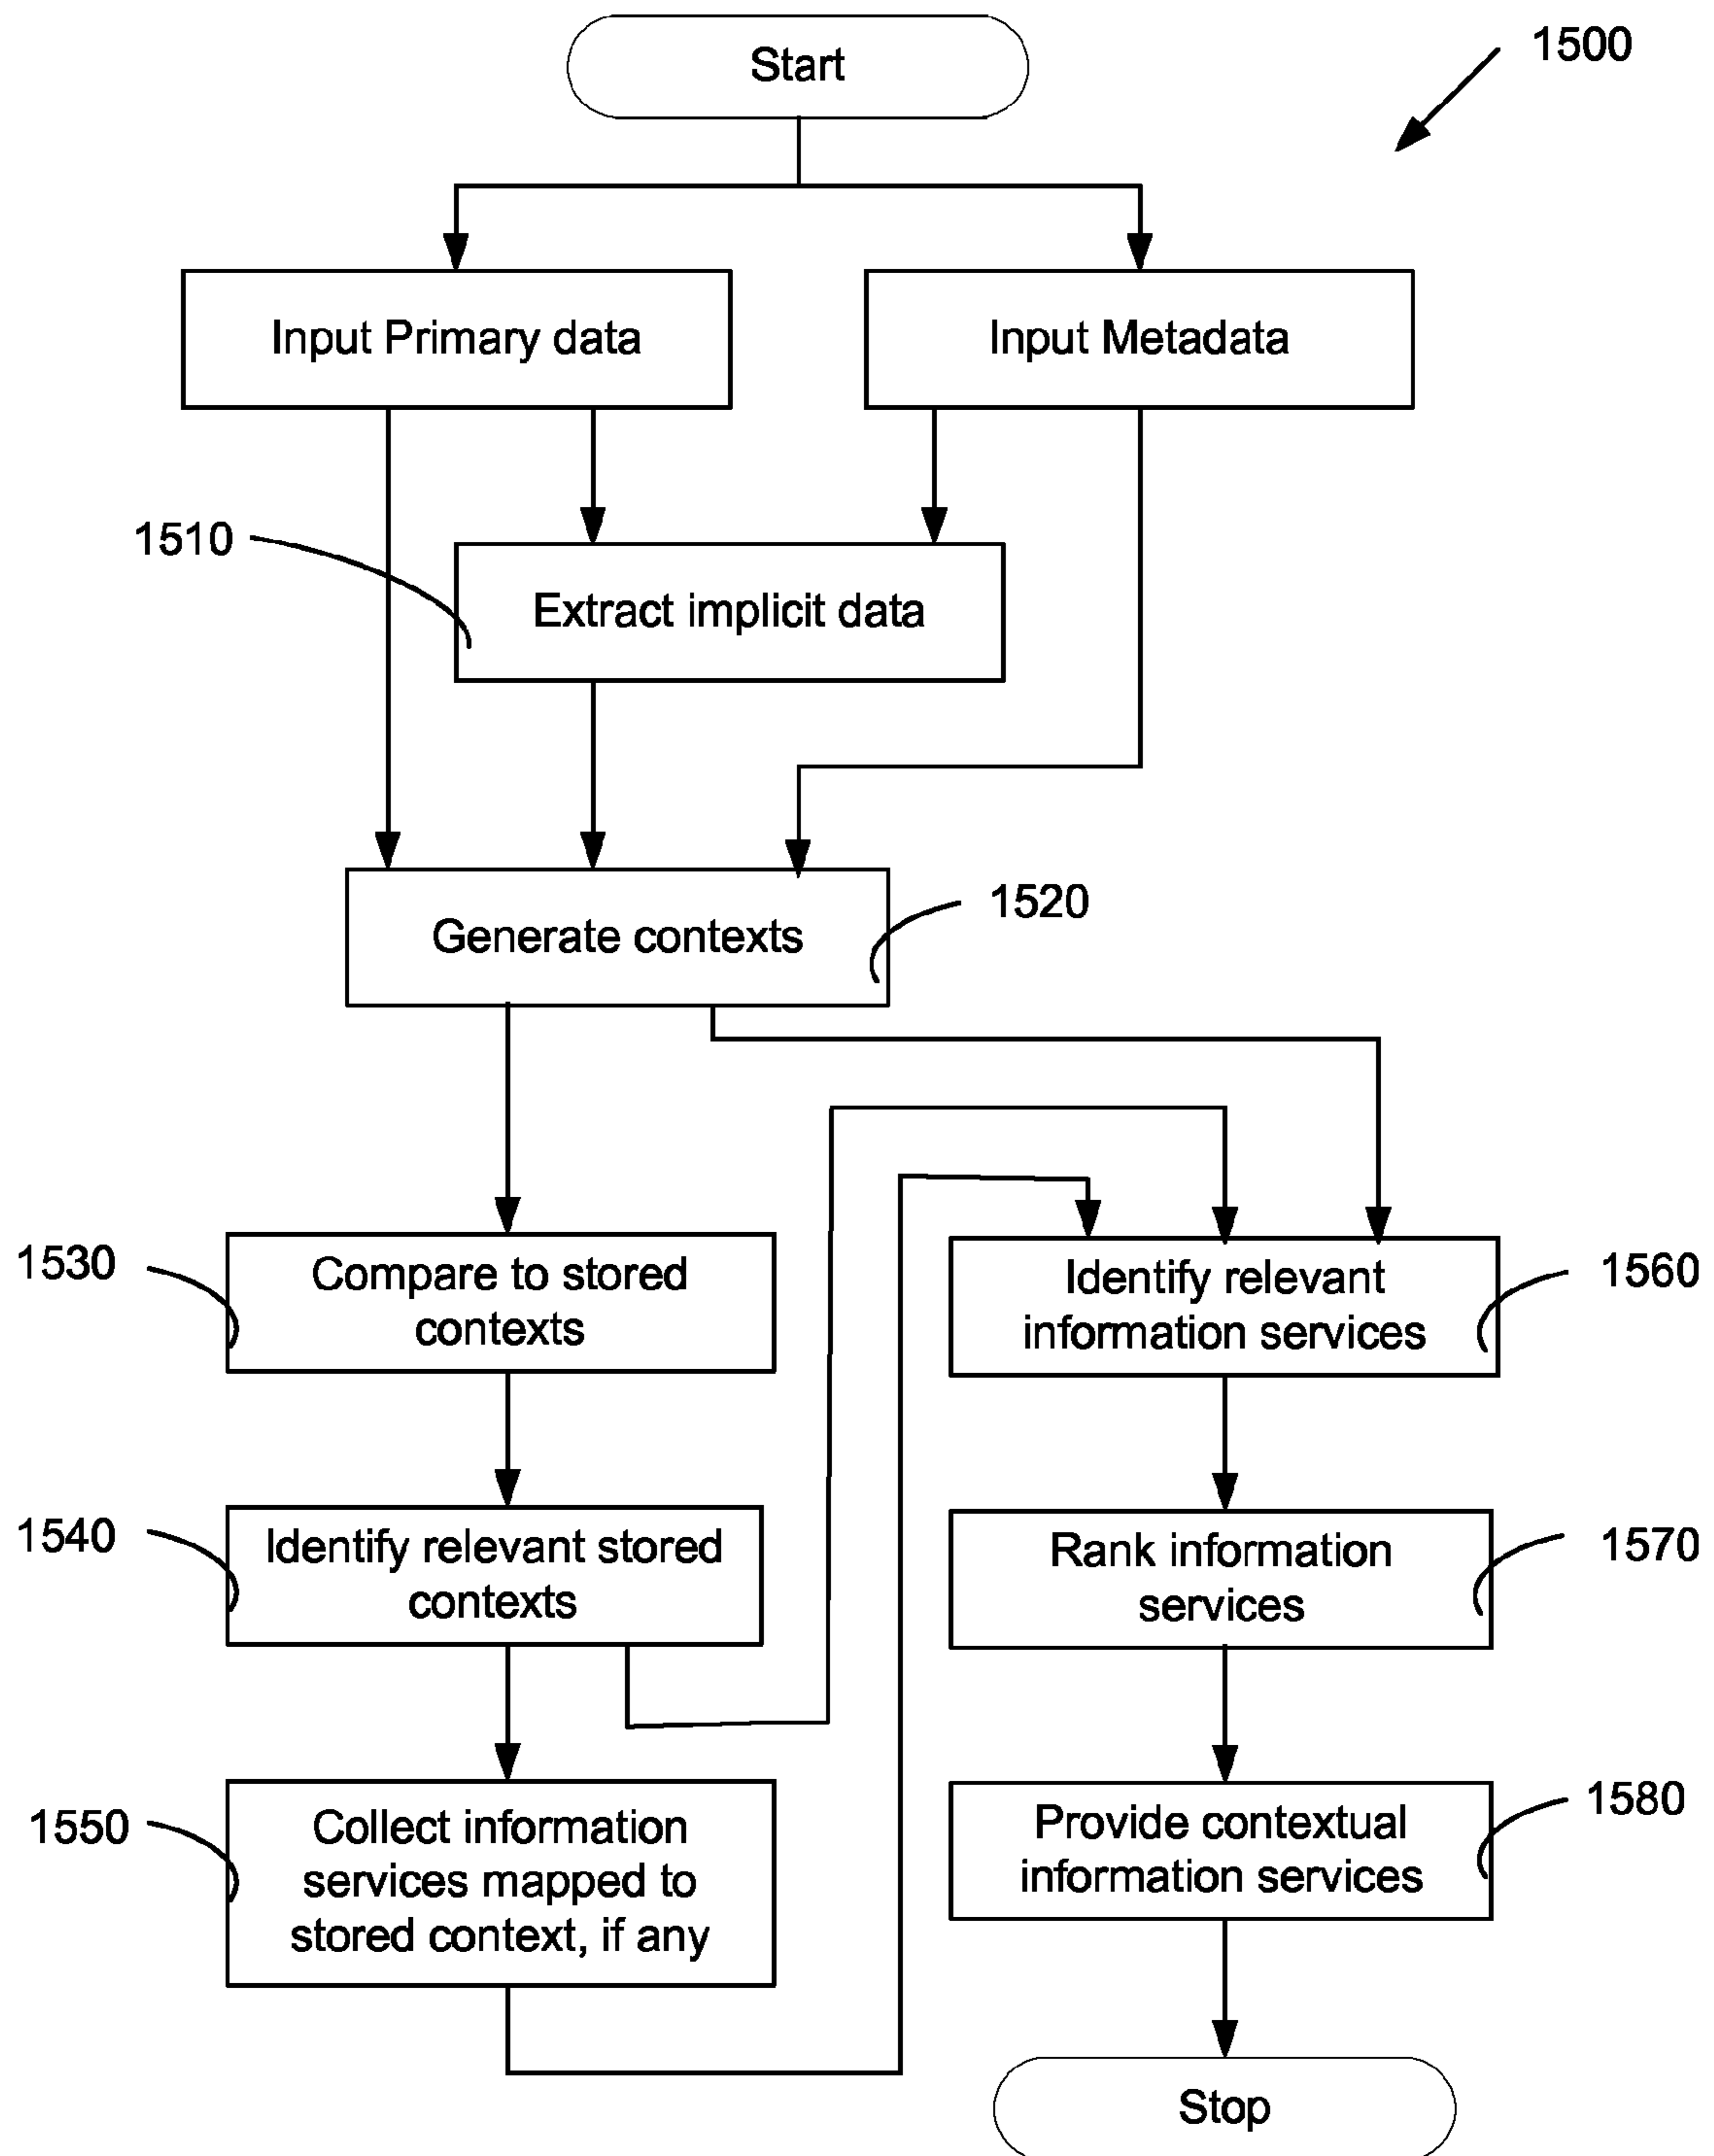 Start
1500
Input Primary data
Input Metadata
1510
Extract implicit data
Generate contexts
1520
1530
Compare to stored
contexts
Identify relevant
information services
1560
1540
Identify relevant stored
contexts
Rank information
services
1570
1550
Collect information
services mapped to
stored context, if any
Provide contextual
information services
1580
Stop